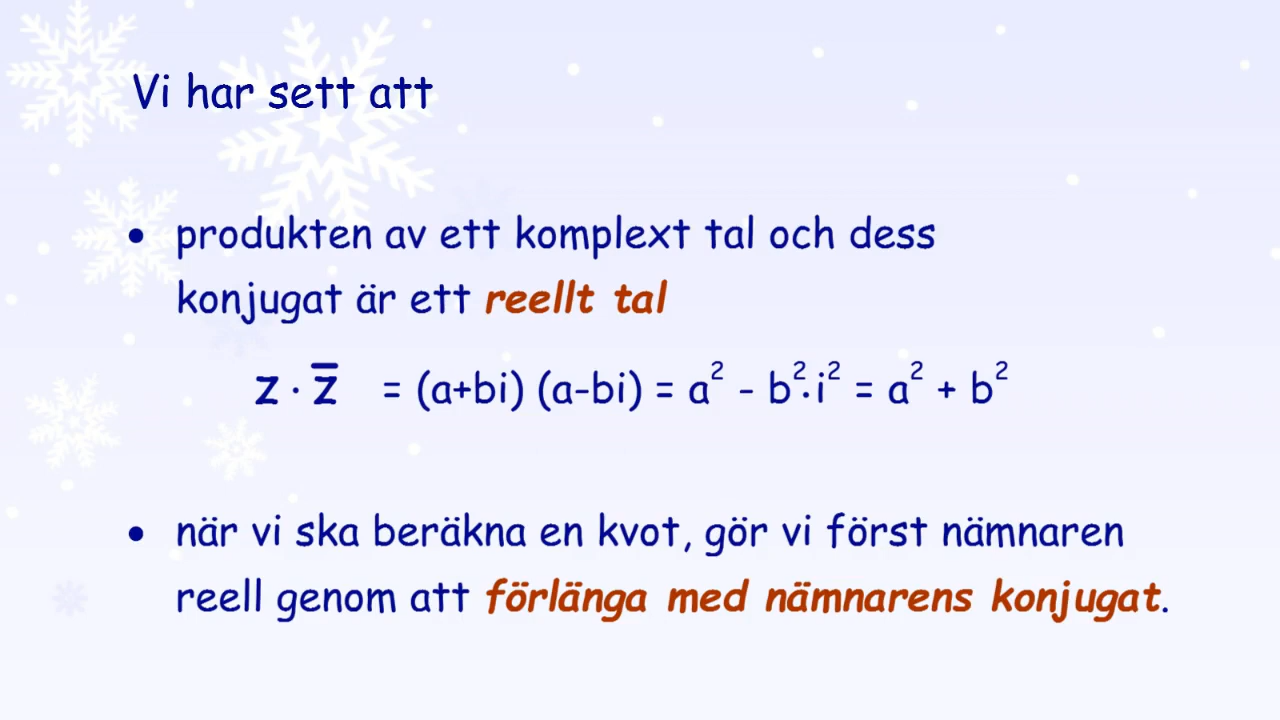 Vi har sett att
• produkten av ett komplext tal och dess
konjugat är ett reellt tal
z · z̅ = (a+bi) (a-bi) = a² - b²·i² = a² + b²
• när vi ska beräkna en kvot, gör vi först nämnaren
reell genom att förlänga med nämnarens konjugat.